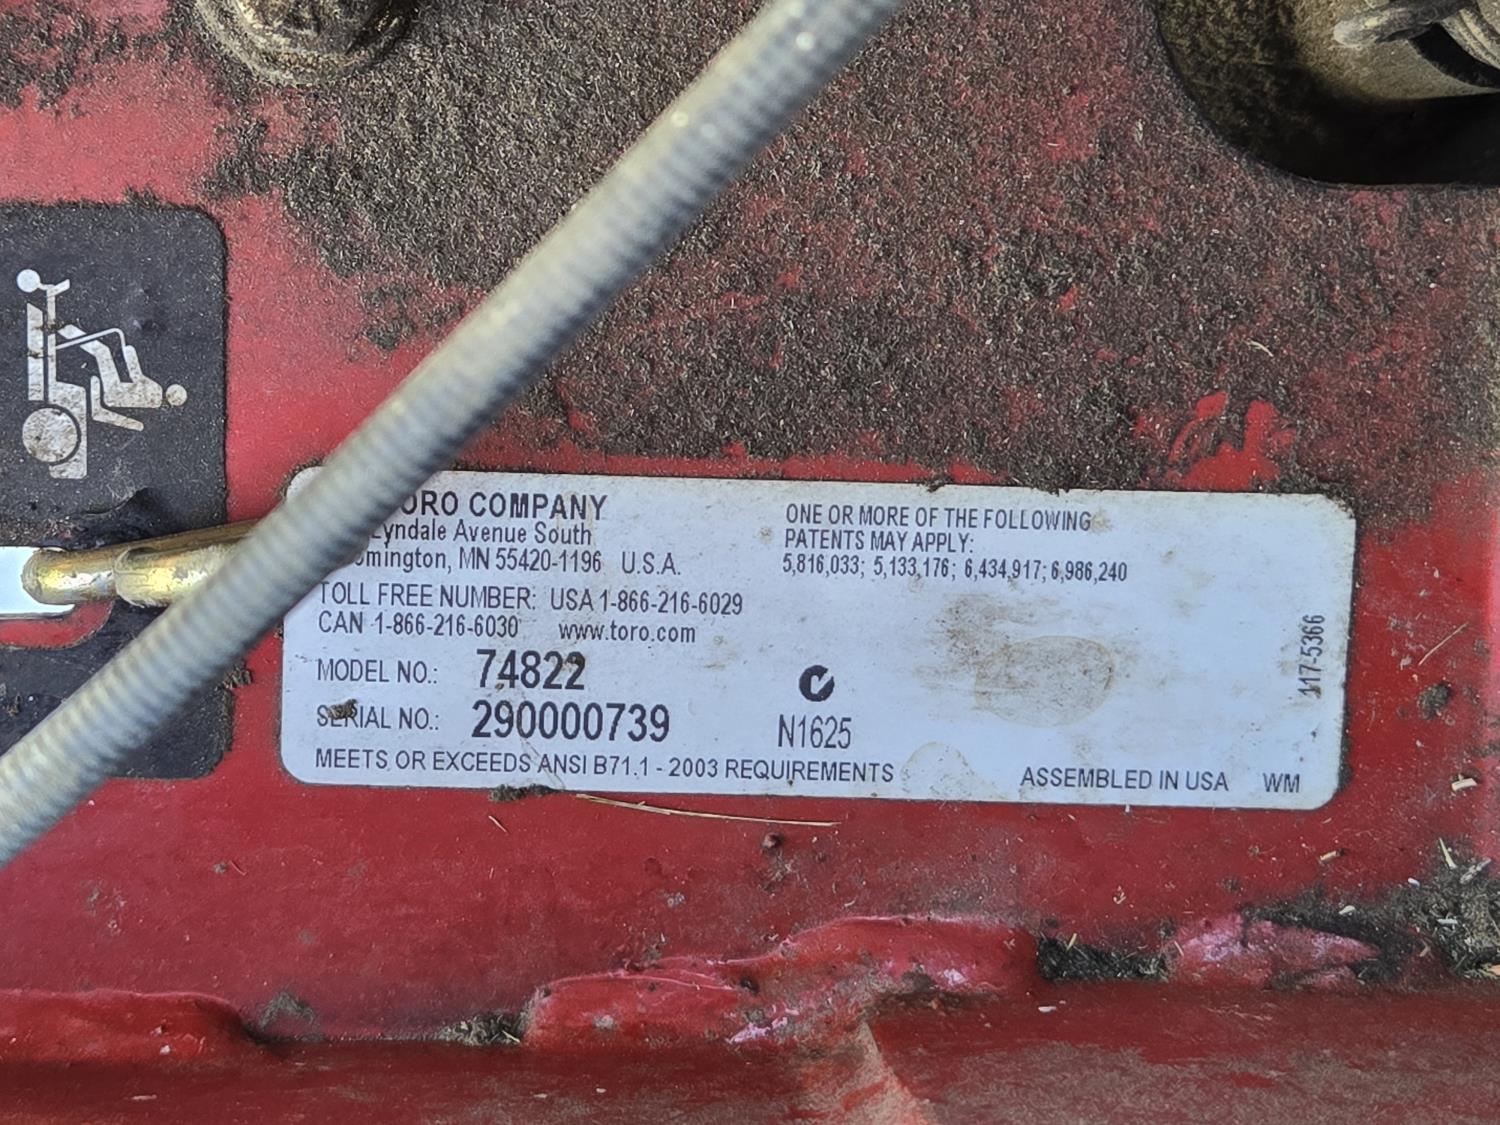 TORO COMPANY
Lyndale Avenue South
MN 55420-1196 U.S.A.
TOLL FREE NUMBER: USA 1-866-216-6029
CAN 1-866-216-6030 www.toro.com
MODEL NO.: 74822
SERIAL NO.: 290000739
MEETS OR EXCEEDS ANSI B71.1 - 2003 REQUIREMENTS
ONE OR MORE OF THE FOLLOWING
PATENTS MAY APPLY:
5,816,033; 5,133,176; 6,434,917; 6,986,240
N1625
ASSEMBLED IN USA WM
117-5366